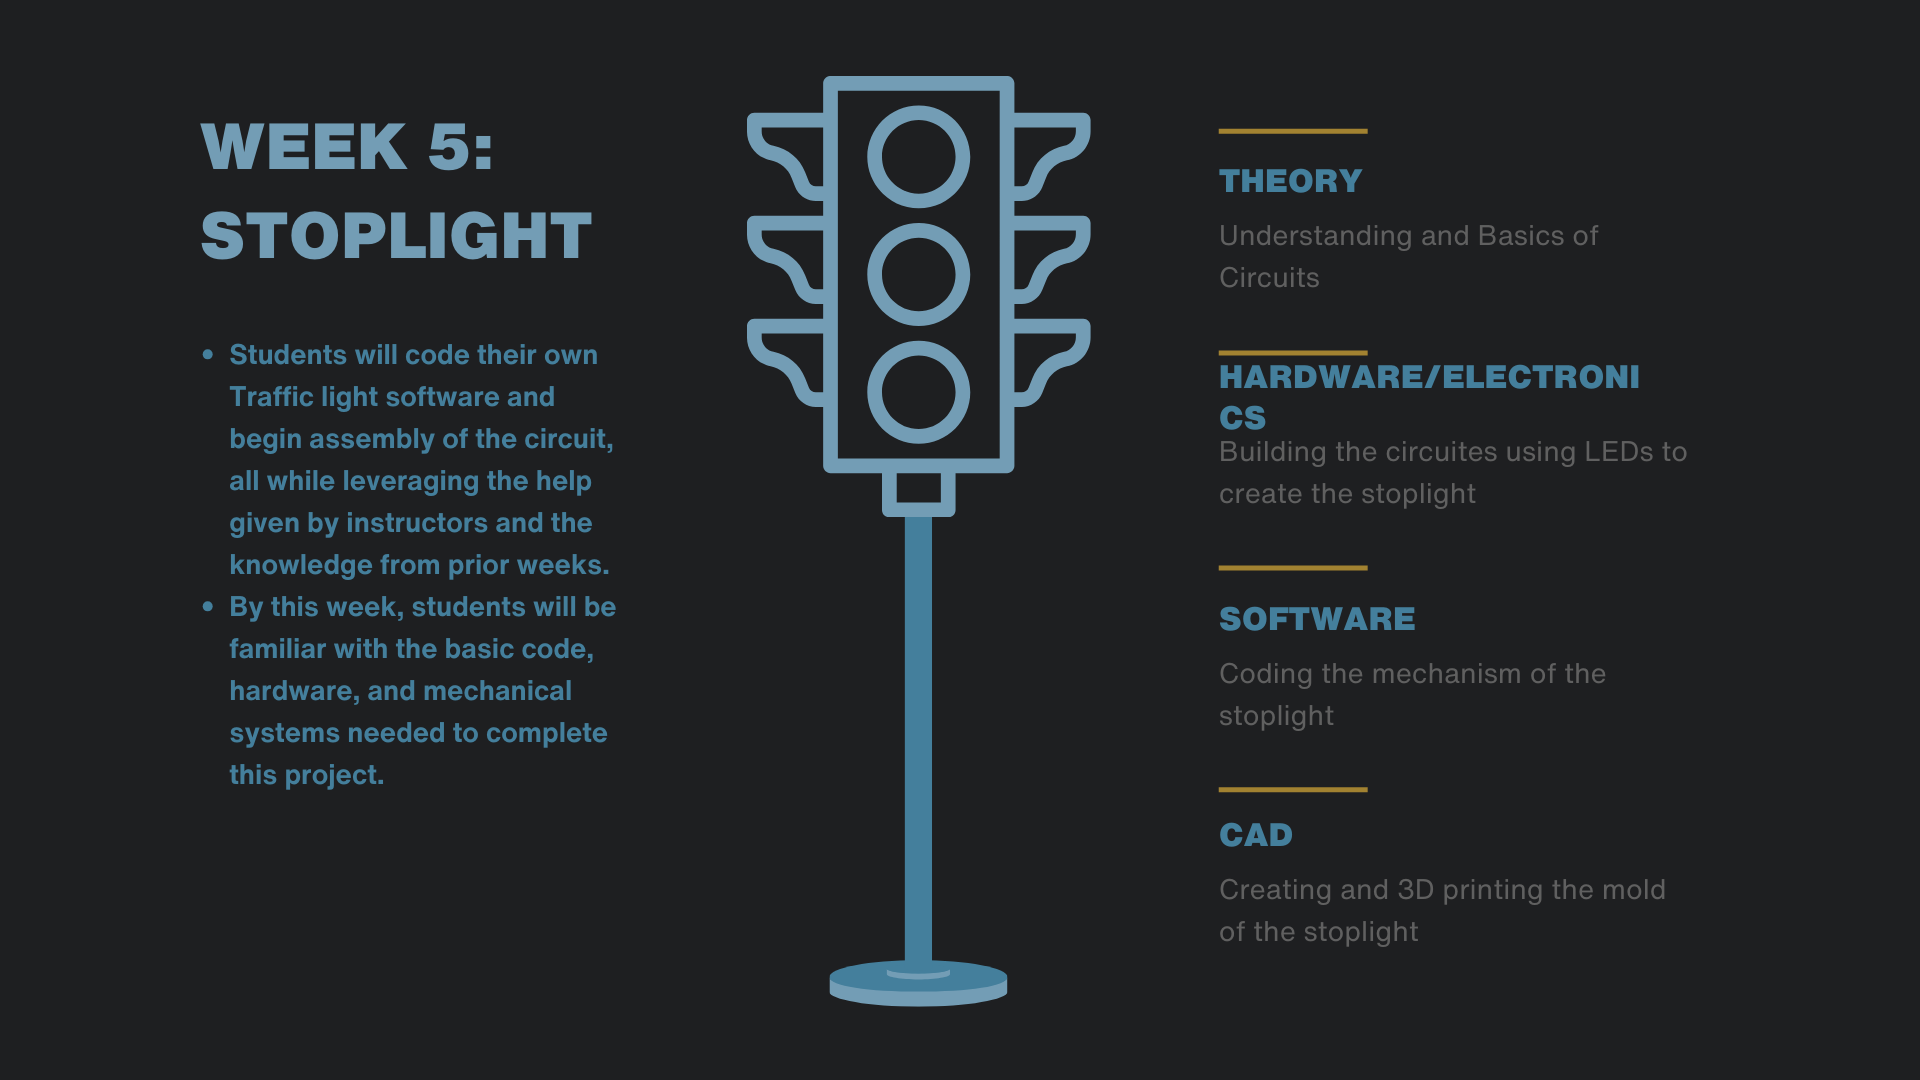 WEEK 5:
STOPLIGHT
• Students will code their own
Traffic light software and
begin assembly of the circuit,
all while leveraging the help
given by instructors and the
knowledge from prior weeks.
• By this week, students will be
familiar with the basic code,
hardware, and mechanical
systems needed to complete
this project.
THEORY
Understanding and Basics of
Circuits
HARDWARE/ELECTRONI
CS
Building the circuites using LEDs to
create the stoplight
SOFTWARE
Coding the mechanism of the
stoplight
CAD
Creating and 3D printing the mold
of the stoplight